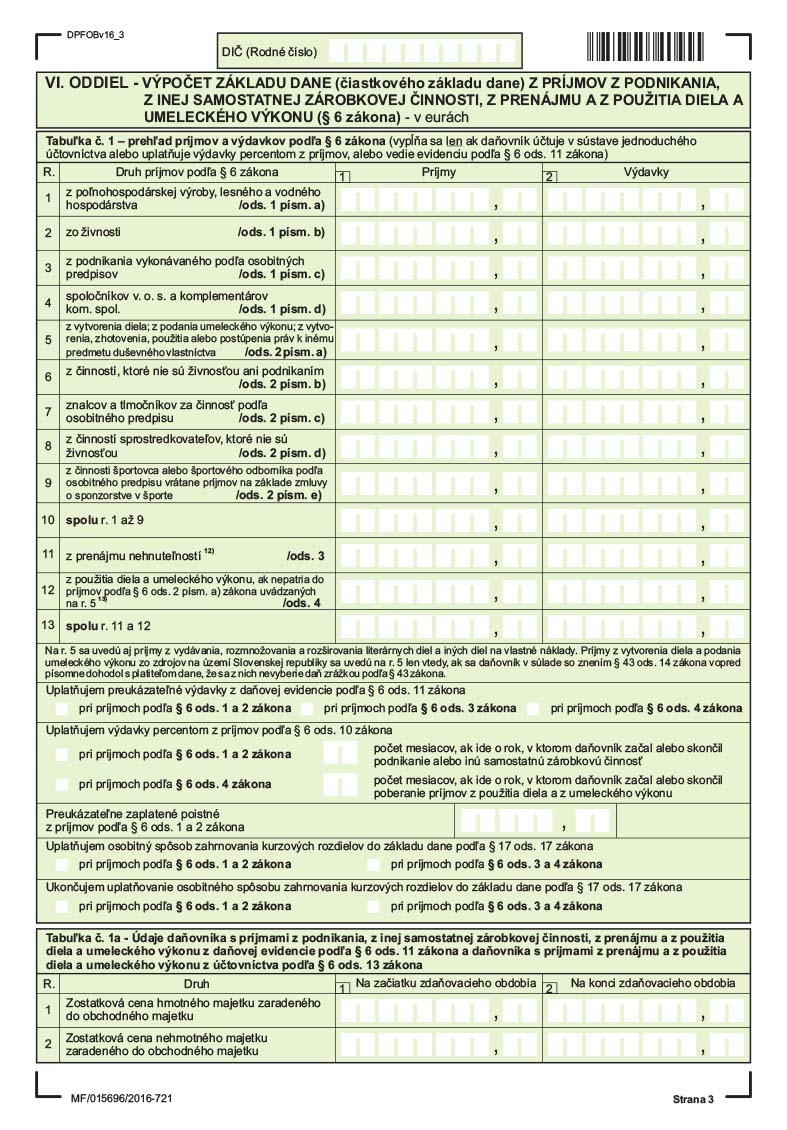 DPFOBv16_3
DIČ (Rodné číslo)
VI. ODDIEL - VÝPOČET ZÁKLADU DANE (čiastkového základu dane) Z PRÍJMOV Z PODNIKANIA,
Z INEJ SAMOSTATNEJ ZÁROBKOVEJ ČINNOSTI, Z PRENÁJMU A Z POUŽITIA DIELA A
UMELECKÉHO VÝKONU (§ 6 zákona) - v eurách
Tabuľka č. 1 – prehľad príjmov a výdavkov podľa § 6 zákona (vypĺňa sa len ak daňovník účtuje v sústave jednoduchého
účtovníctva alebo uplatňuje výdavky percentom z príjmov, alebo vedie evidenciu podľa § 6 ods. 11 zákona)
R. Druh príjmov podľa § 6 zákona 1 Príjmy 2 Výdavky
1 z poľnohospodárskej výroby, lesného a vodného
hospodárstva /ods. 1 písm. a) , ,
2 zo živnosti /ods. 1 písm. b) , ,
3 z podnikania vykonávaného podľa osobitných
predpisov /ods. 1 písm. c) , ,
4 spoločníkov v. o. s. a komplementárov
kom. spol. /ods. 1 písm. d) , ,
5 z vytvorenia diela; z podania umeleckého výkonu; z vytvo-
renia, zhotovenia, použitia alebo postúpenia práv k inému
predmetu duševného vlastníctva /ods. 2 písm. a) , ,
6 z činností, ktoré nie sú živnosťou ani podnikaním
/ods. 2 písm. b) , ,
7 znalcov a tlmočníkov za činnosť podľa
osobitného predpisu /ods. 2 písm. c) , ,
8 z činností sprostredkovateľov, ktoré nie sú
živnosťou /ods. 2 písm. d) , ,
9 z činnosti športovca alebo športového odborníka podľa
osobitného predpisu vrátane príjmov na základe zmluvy
o sponzorstve v športe /ods. 2 písm. e) , ,
10 spolu r. 1 až 9 , ,
11 z prenájmu nehnuteľností 12) /ods. 3 , ,
12 z použitia diela a umeleckého výkonu, ak nepatria do
príjmov podľa § 6 ods. 2 písm. a) zákona uvádzaných
na r. 5 13) /ods. 4 , ,
13 spolu r. 11 a 12 , ,
Na r. 5 sa uvedú aj príjmy z vydávania, rozmnožovania a rozširovania literárnych diel a iných diel na vlastné náklady. Príjmy z vytvorenia diela a podania
umeleckého výkonu zo zdrojov na území Slovenskej republiky sa uvedú na r. 5 len vtedy, ak sa daňovník v súlade so znením § 43 ods. 14 zákona vopred
písomne dohodol s platiteľom dane, že sa z nich nevyberie daň zrážkou podľa § 43 zákona.
Uplatňujem preukázateľné výdavky z daňovej evidencie podľa § 6 ods. 11 zákona
pri príjmoch podľa § 6 ods. 1 a 2 zákona pri príjmoch podľa § 6 ods. 3 zákona pri príjmoch podľa § 6 ods. 4 zákona
Uplatňujem výdavky percentom z príjmov podľa § 6 ods. 10 zákona
pri príjmoch podľa § 6 ods. 1 a 2 zákona počet mesiacov, ak ide o rok, v ktorom daňovník začal alebo skončil
podnikanie alebo inú samostatnú zárobkovú činnosť
pri príjmoch podľa § 6 ods. 4 zákona počet mesiacov, ak ide o rok, v ktorom daňovník začal alebo skončil
poberanie príjmov z použitia diela a z umeleckého výkonu
Preukázateľne zaplatené poistné
z príjmov podľa § 6 ods. 1 a 2 zákona ,
Uplatňujem osobitný spôsob zahrnovania kurzových rozdielov do základu dane podľa § 17 ods. 17 zákona
pri príjmoch podľa § 6 ods. 1 a 2 zákona pri príjmoch podľa § 6 ods. 3 a 4 zákona
Ukončujem uplatňovanie osobitného spôsobu zahrnovania kurzových rozdielov do základu dane podľa § 17 ods. 17 zákona
pri príjmoch podľa § 6 ods. 1 a 2 zákona pri príjmoch podľa § 6 ods. 3 a 4 zákona
Tabuľka č. 1a - Údaje daňovníka s príjmami z podnikania, z inej samostatnej zárobkovej činnosti, z prenájmu a z použitia
diela a umeleckého výkonu z daňovej evidencie podľa § 6 ods. 11 zákona a daňovníka s príjmami z prenájmu a z použitia
diela a umeleckého výkonu z účtovníctva podľa § 6 ods. 13 zákona
R. Druh 1 Na začiatku zdaňovacieho obdobia 2 Na konci zdaňovacieho obdobia
1 Zostatková cena hmotného majetku zaradeného
do obchodného majetku , ,
2 Zostatková cena nehmotného majetku
zaradeného do obchodného majetku , ,
MF/015696/2016-721 Strana 3